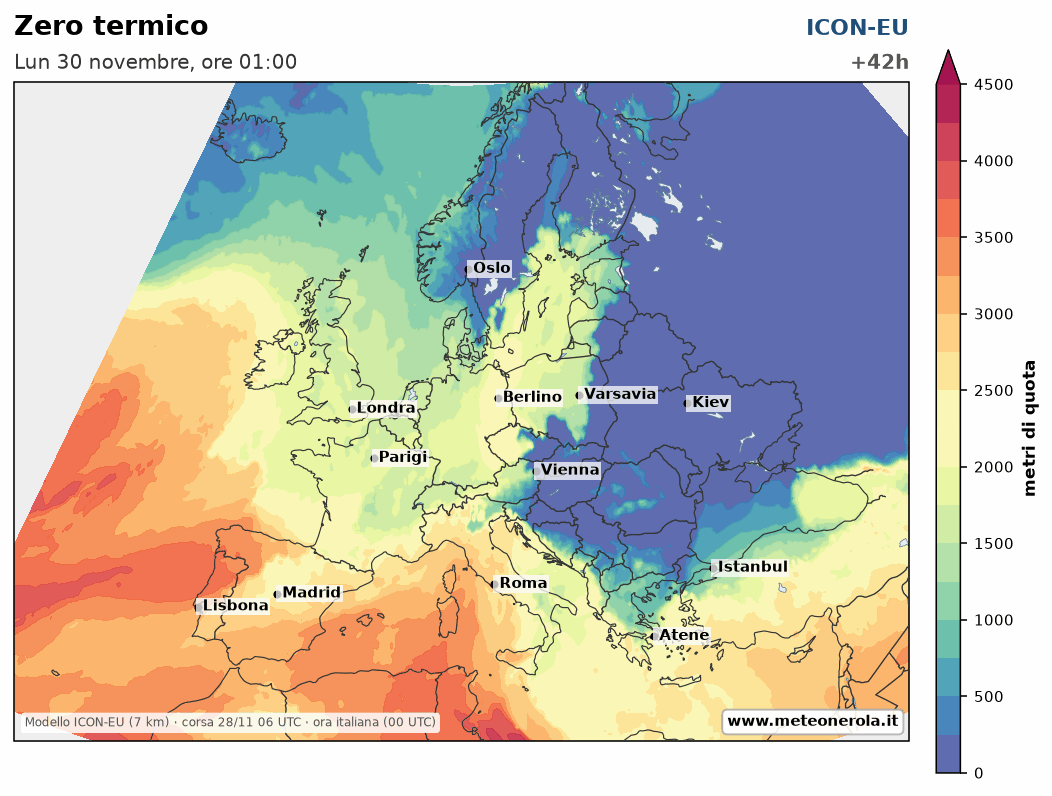 Zero termico
ICON-EU
Lun 30 novembre, ore 01:00
+42h
4500
4000
3500
3000
2500
2000
1500
1000
500
0
metri di quota
Oslo
Londra
Berlino
Varsavia
Kiev
Parigi
Vienna
Istanbul
Roma
Madrid
Lisbona
Atene
Modello ICON-EU (7 km) · corsa 28/11 06 UTC · ora italiana (00 UTC)
www.meteonerola.it